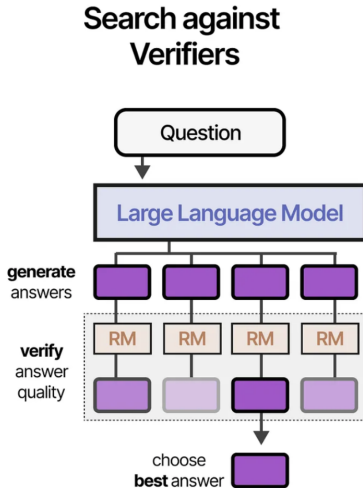 Search against
Verifiers
Question
Large Language Model
generate
answers
RM RM RM RM
verify
answer
quality
choose
best answer